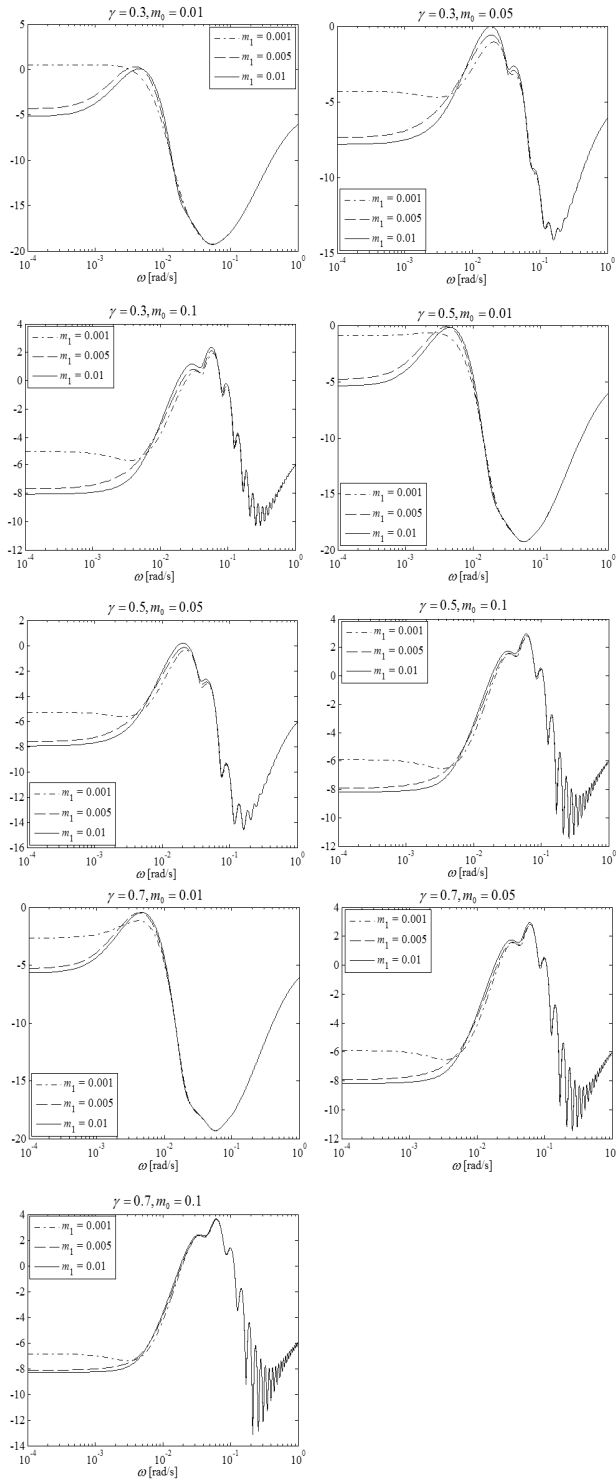 γ = 0.3, m₀ = 0.01
5
0
-5
-10
-15
-20
m₁ = 0.001
m₁ = 0.005
m₁ = 0.01
10⁻⁴ 10⁻³ 10⁻² 10⁻¹ 10⁰
ω [rad/s]
γ = 0.3, m₀ = 0.05
0
-5
-10
-15
m₁ = 0.001
m₁ = 0.005
m₁ = 0.01
10⁻⁴ 10⁻³ 10⁻² 10⁻¹ 10⁰
ω [rad/s]
γ = 0.3, m₀ = 0.1
4
2
0
-2
-4
-6
-8
-10
-12
m₁ = 0.001
m₁ = 0.005
m₁ = 0.01
10⁻⁴ 10⁻³ 10⁻² 10⁻¹ 10⁰
ω [rad/s]
γ = 0.5, m₀ = 0.01
0
-5
-10
-15
-20
m₁ = 0.001
m₁ = 0.005
m₁ = 0.01
10⁻⁴ 10⁻³ 10⁻² 10⁻¹ 10⁰
ω [rad/s]
γ = 0.5, m₀ = 0.05
2
0
-2
-4
-6
-8
-10
-12
-14
-16
m₁ = 0.001
m₁ = 0.005
m₁ = 0.01
10⁻⁴ 10⁻³ 10⁻² 10⁻¹ 10⁰
ω [rad/s]
γ = 0.5, m₀ = 0.1
4
2
0
-2
-4
-6
-8
-10
-12
m₁ = 0.001
m₁ = 0.005
m₁ = 0.01
10⁻⁴ 10⁻³ 10⁻² 10⁻¹ 10⁰
ω [rad/s]
γ = 0.7, m₀ = 0.01
0
-5
-10
-15
-20
m₁ = 0.001
m₁ = 0.005
m₁ = 0.01
10⁻⁴ 10⁻³ 10⁻² 10⁻¹ 10⁰
ω [rad/s]
γ = 0.7, m₀ = 0.05
4
2
0
-2
-4
-6
-8
-10
-12
m₁ = 0.001
m₁ = 0.005
m₁ = 0.01
10⁻⁴ 10⁻³ 10⁻² 10⁻¹ 10⁰
ω [rad/s]
γ = 0.7, m₀ = 0.1
4
2
0
-2
-4
-6
-8
-10
-12
-14
m₁ = 0.001
m₁ = 0.005
m₁ = 0.01
10⁻⁴ 10⁻³ 10⁻² 10⁻¹ 10⁰
ω [rad/s]